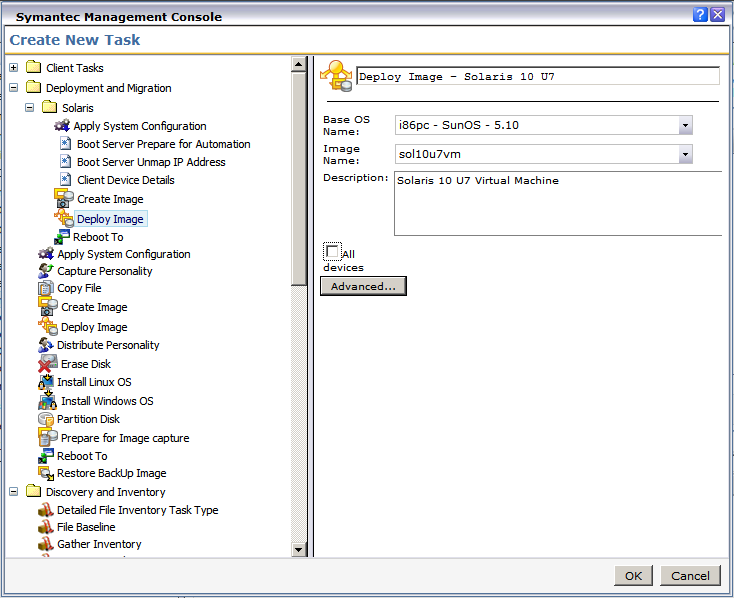 Symantec Management Console
Create New Task
Client Tasks
Deployment and Migration
Solaris
Apply System Configuration
Boot Server Prepare for Automation
Boot Server Unmap IP Address
Client Device Details
Create Image
Deploy Image
Reboot To
Apply System Configuration
Capture Personality
Copy File
Create Image
Deploy Image
Distribute Personality
Erase Disk
Install Linux OS
Install Windows OS
Partition Disk
Prepare for Image capture
Reboot To
Restore BackUp Image
Discovery and Inventory
Detailed File Inventory Task Type
File Baseline
Gather Inventory
Deploy Image - Solaris 10 U7
Base OS
Name:
i86pc - SunOS - 5.10
Image
Name:
sol10u7vm
Description:
Solaris 10 U7 Virtual Machine
All
devices
Advanced...
OK
Cancel